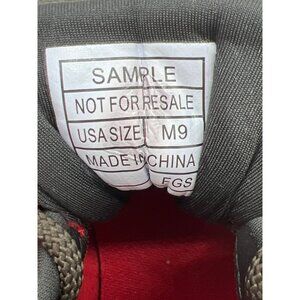 SAMPLE
NOT FOR RESALE
USA SIZE M9
MADE IN CHINA
FGS